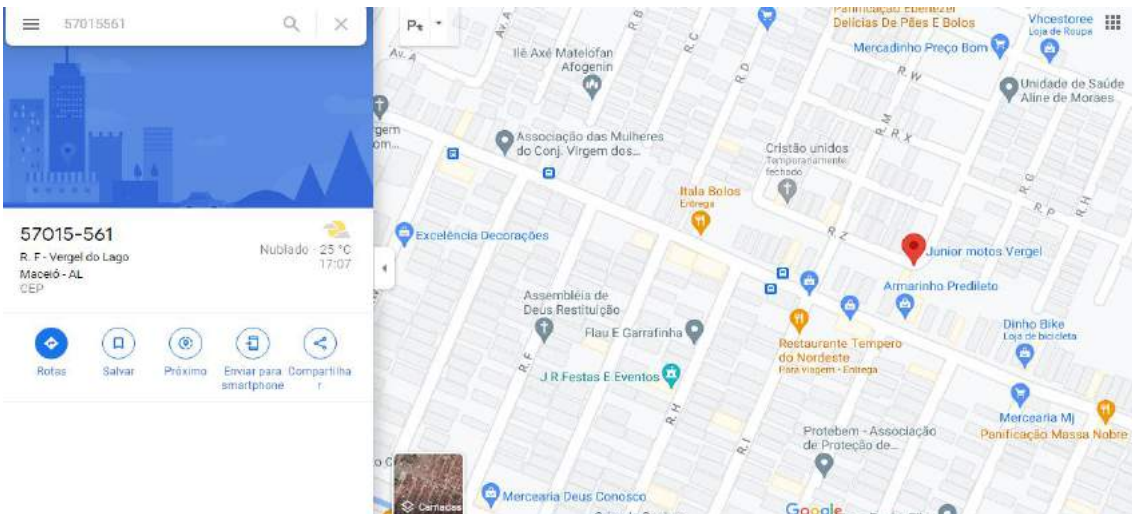 57015561
57015-561
R. F - Vergel do Lago
Maceió - AL
CEP
Nublado · 25 °C
17:07
Rotas
Salvar
Próximo
Enviar para
smartphone
Compartilha
r
Av. A
Av. A
Ilê Axé Matelofan
Afogenin
R. B
R. C
R. D
Panificação Ebenezer
Delícias De Pães E Bolos
Mercadinho Preço Bom
Vhcestoree
Loja de Roupa
Unidade de Saúde
Aline de Moraes
R. W
R. M
R. R X
Associação das Mulheres
do Conj. Virgem dos...
Cristão unidos
Temporariamente
fechado
Itala Bolos
Entrega
R. Z
R. P
R. H
Excelência Decorações
Junior motos Vergel
Armarinho Predileto
Assembléia de
Deus Restituição
Flau E Garrafinha
Restaurante Tempero
do Nordeste
Para viagem - Entrega
Dinho Bike
Loja de bicicleta
R. F
J R Festas E Eventos
R. H
R. I
Mercearia Mj
Panificação Massa Nobre
Protebem - Associação
de Proteção de...
Camadas
Mercearia Deus Conosco
Google